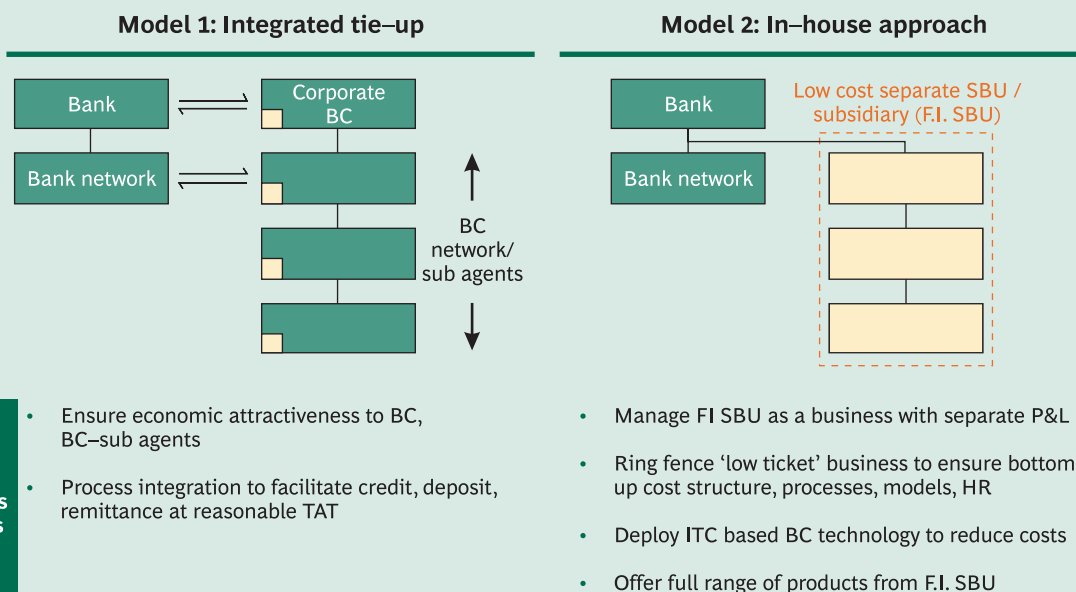 Model 1: Integrated tie–up
Bank
Corporate
BC
Bank network
BC
network/
sub agents
Model 2: In–house approach
Bank
Low cost separate SBU /
subsidiary (F.I. SBU)
Bank network
• Ensure economic attractiveness to BC,
BC–sub agents
• Process integration to facilitate credit, deposit,
remittance at reasonable TAT
• Manage FI SBU as a business with separate P&L
• Ring fence ‘low ticket’ business to ensure bottom
up cost structure, processes, models, HR
• Deploy ITC based BC technology to reduce costs
• Offer full range of products from F.I. SBU